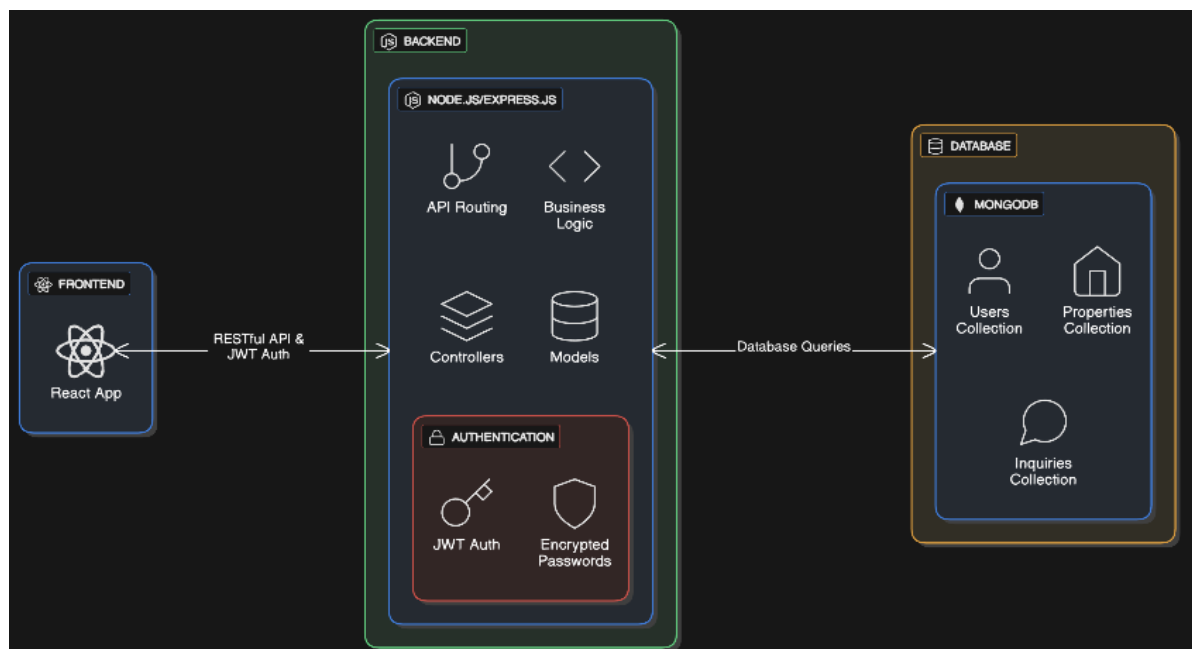 BACKEND
NODE.JS/EXPRESS.JS
API Routing
Business
Logic
Controllers
Models
AUTHENTICATION
JWT Auth
Encrypted
Passwords
FRONTEND
React App
RESTful API &
JWT Auth
Database Queries
DATABASE
MONGODB
Users
Collection
Properties
Collection
Inquiries
Collection